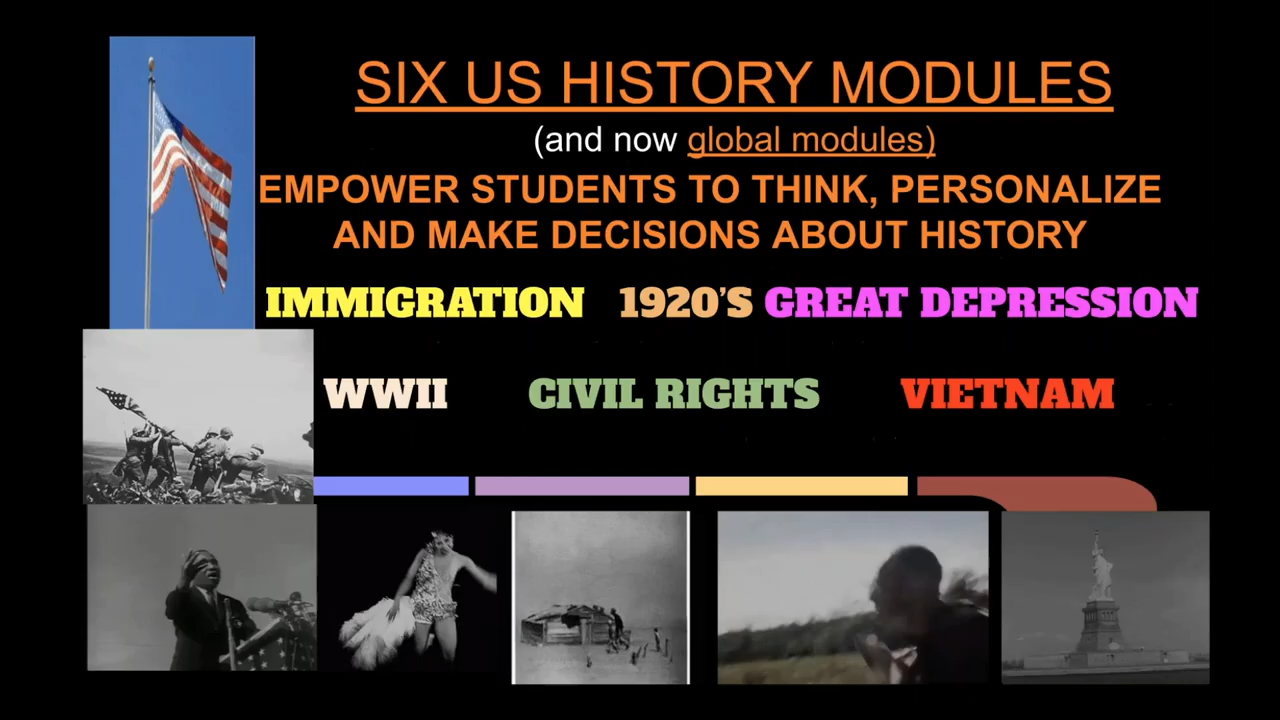 SIX US HISTORY MODULES
(and now global modules)
EMPOWER STUDENTS TO THINK, PERSONALIZE
AND MAKE DECISIONS ABOUT HISTORY
IMMIGRATION 1920’S GREAT DEPRESSION
WWII CIVIL RIGHTS VIETNAM